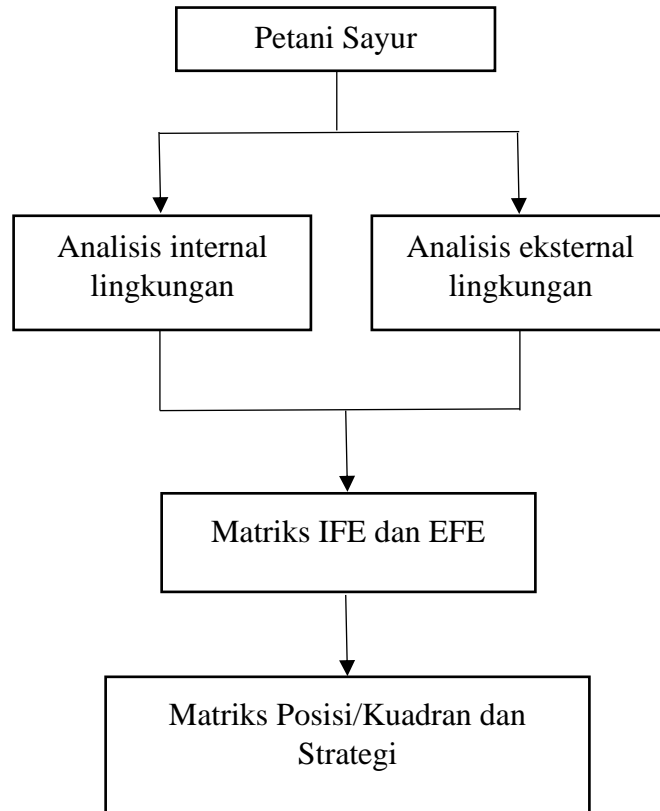 Petani Sayur
Analisis internal
lingkungan
Analisis eksternal
lingkungan
Matriks IFE dan EFE
Matriks Posisi/Kuadran dan
Strategi